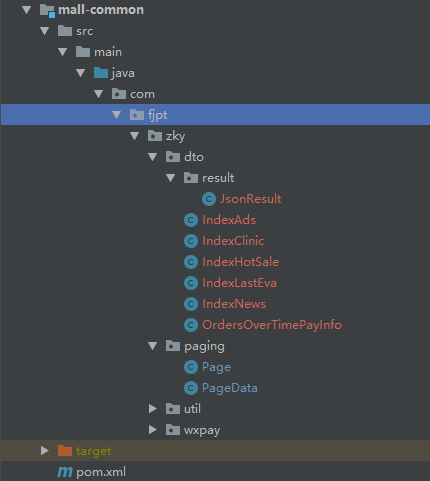 mall-common
src
main
java
com
fjpt
zky
dto
result
JsonResult
IndexAds
IndexClinic
IndexHotSale
IndexLastEva
IndexNews
OrdersOverTimePayInfo
paging
Page
PageData
util
wxpay
target
pom.xml